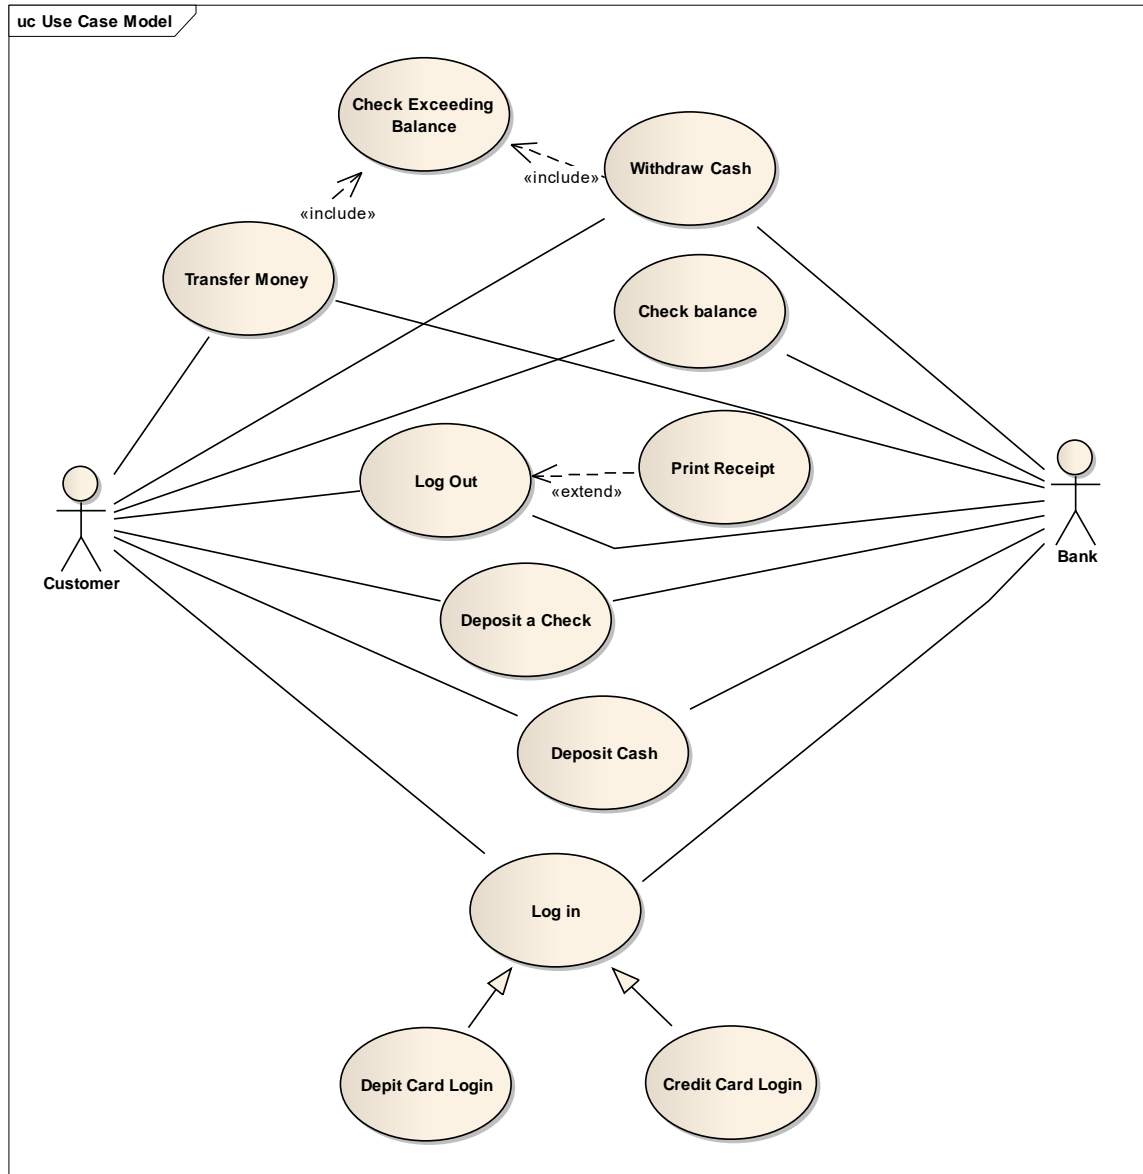 uc Use Case Model
Check Exceeding
Balance
Withdraw Cash
«include»
«include»
Transfer Money
Check balance
Log Out
Print Receipt
«extend»
Customer
Bank
Deposit a Check
Deposit Cash
Log in
Depit Card Login
Credit Card Login